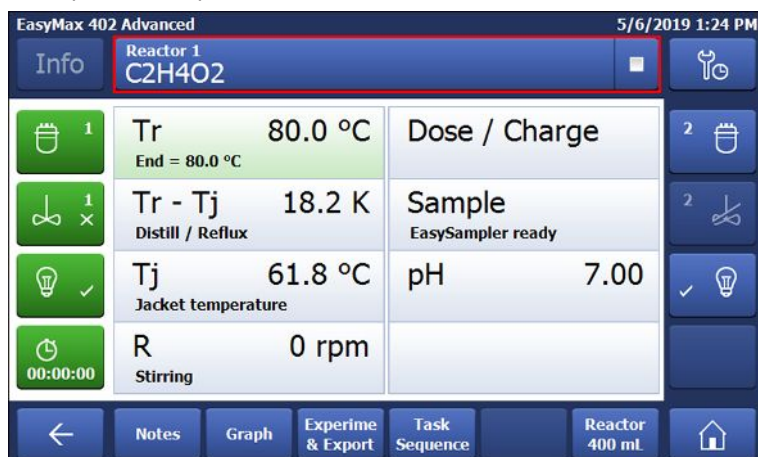 EasyMax 402 Advanced 5/6/2019 1:24 PM
Info
Reactor 1
C2H4O2
1
Tr 80.0 °C
End = 80.0 °C
Dose / Charge
2
1
Tr - Tj 18.2 K
Distill / Reflux
Sample
EasySampler ready
2
Tj 61.8 °C
Jacket temperature
pH 7.00
00:00:00
R 0 rpm
Stirring
Notes
Graph
Experime
& Export
Task
Sequence
Reactor
400 mL